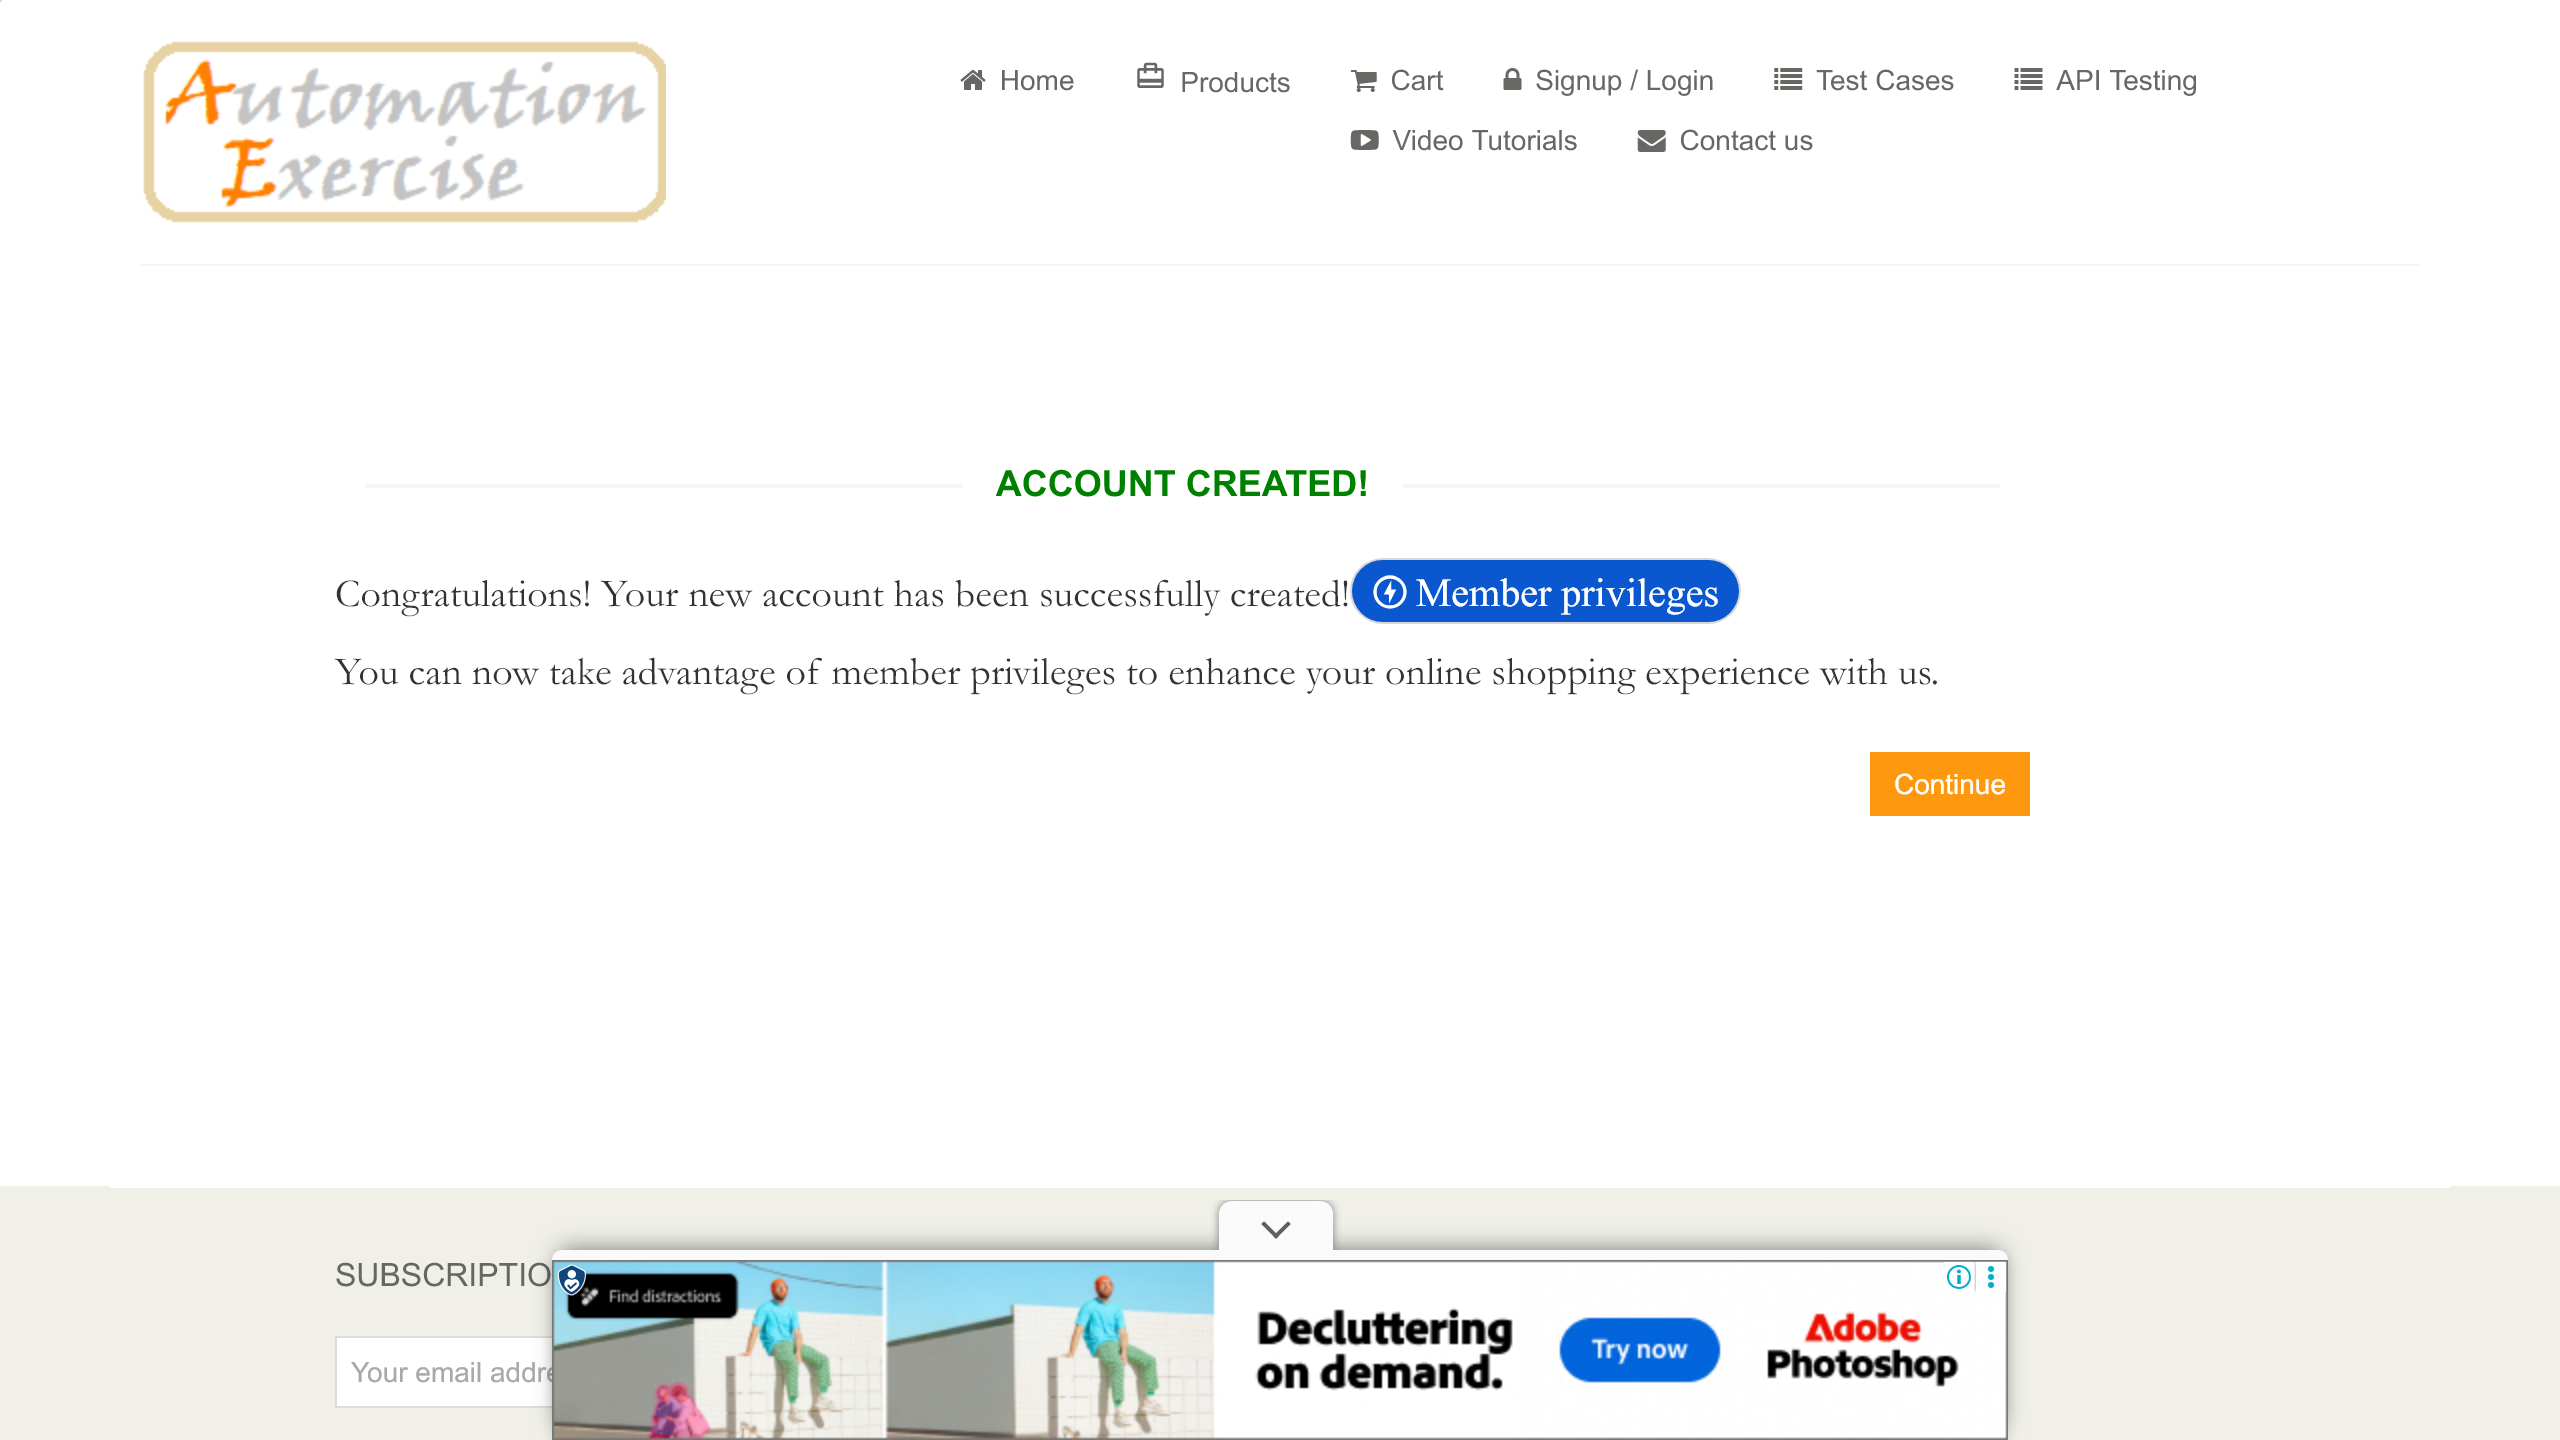 Automation
Exercise
Home
Products
Cart
Signup / Login
Test Cases
API Testing
Video Tutorials
Contact us
ACCOUNT CREATED!
Congratulations! Your new account has been successfully created! Member privileges
You can now take advantage of member privileges to enhance your online shopping experience with us.
Continue
SUBSCRIPTIO
Your email addre
Find distractions
Decluttering
on demand.
Try now
Adobe
Photoshop